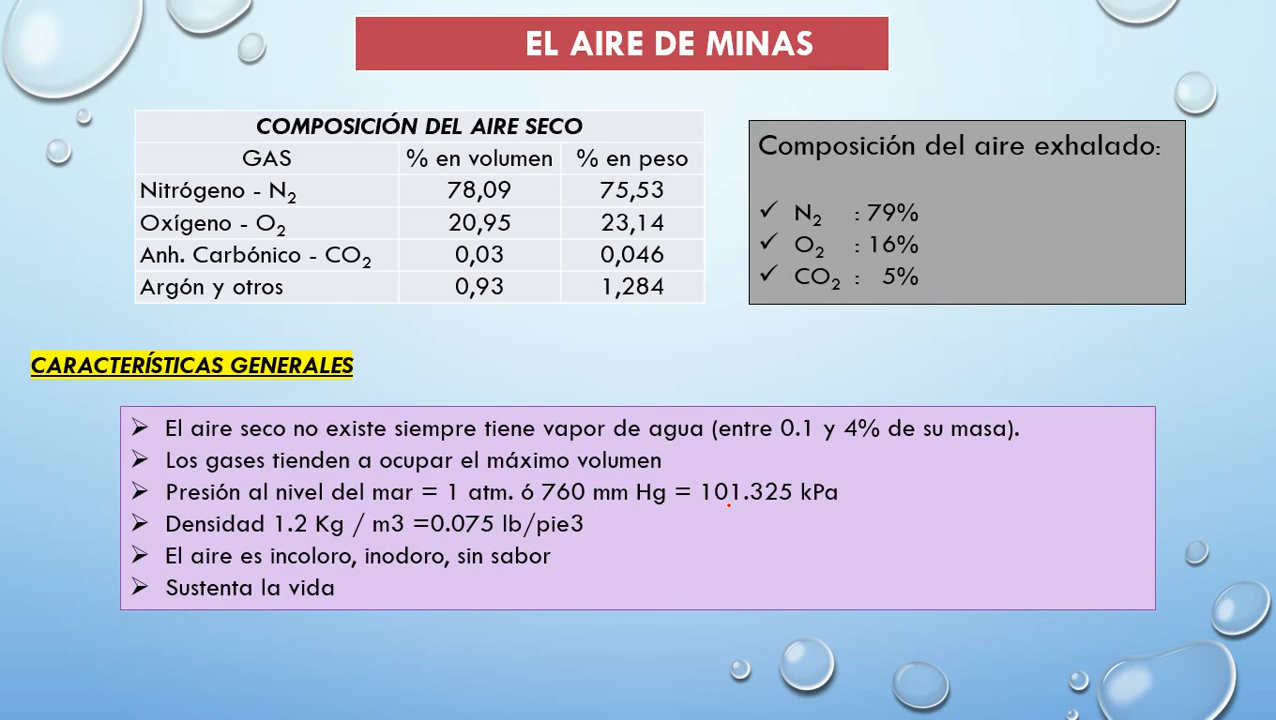 EL AIRE DE MINAS
COMPOSICIÓN DEL AIRE SECO
GAS % en volumen % en peso
Nitrógeno - N2 78,09 75,53
Oxígeno - O2 20,95 23,14
Anh. Carbónico - CO2 0,03 0,046
Argón y otros 0,93 1,284
Composición del aire exhalado:
✓ N2 : 79%
✓ O2 : 16%
✓ CO2 : 5%
CARACTERÍSTICAS GENERALES
➢ El aire seco no existe siempre tiene vapor de agua (entre 0.1 y 4% de su masa).
➢ Los gases tienden a ocupar el máximo volumen
➢ Presión al nivel del mar = 1 atm. ó 760 mm Hg = 101.325 kPa
➢ Densidad 1.2 Kg / m3 =0.075 lb/pie3
➢ El aire es incoloro, inodoro, sin sabor
➢ Sustenta la vida